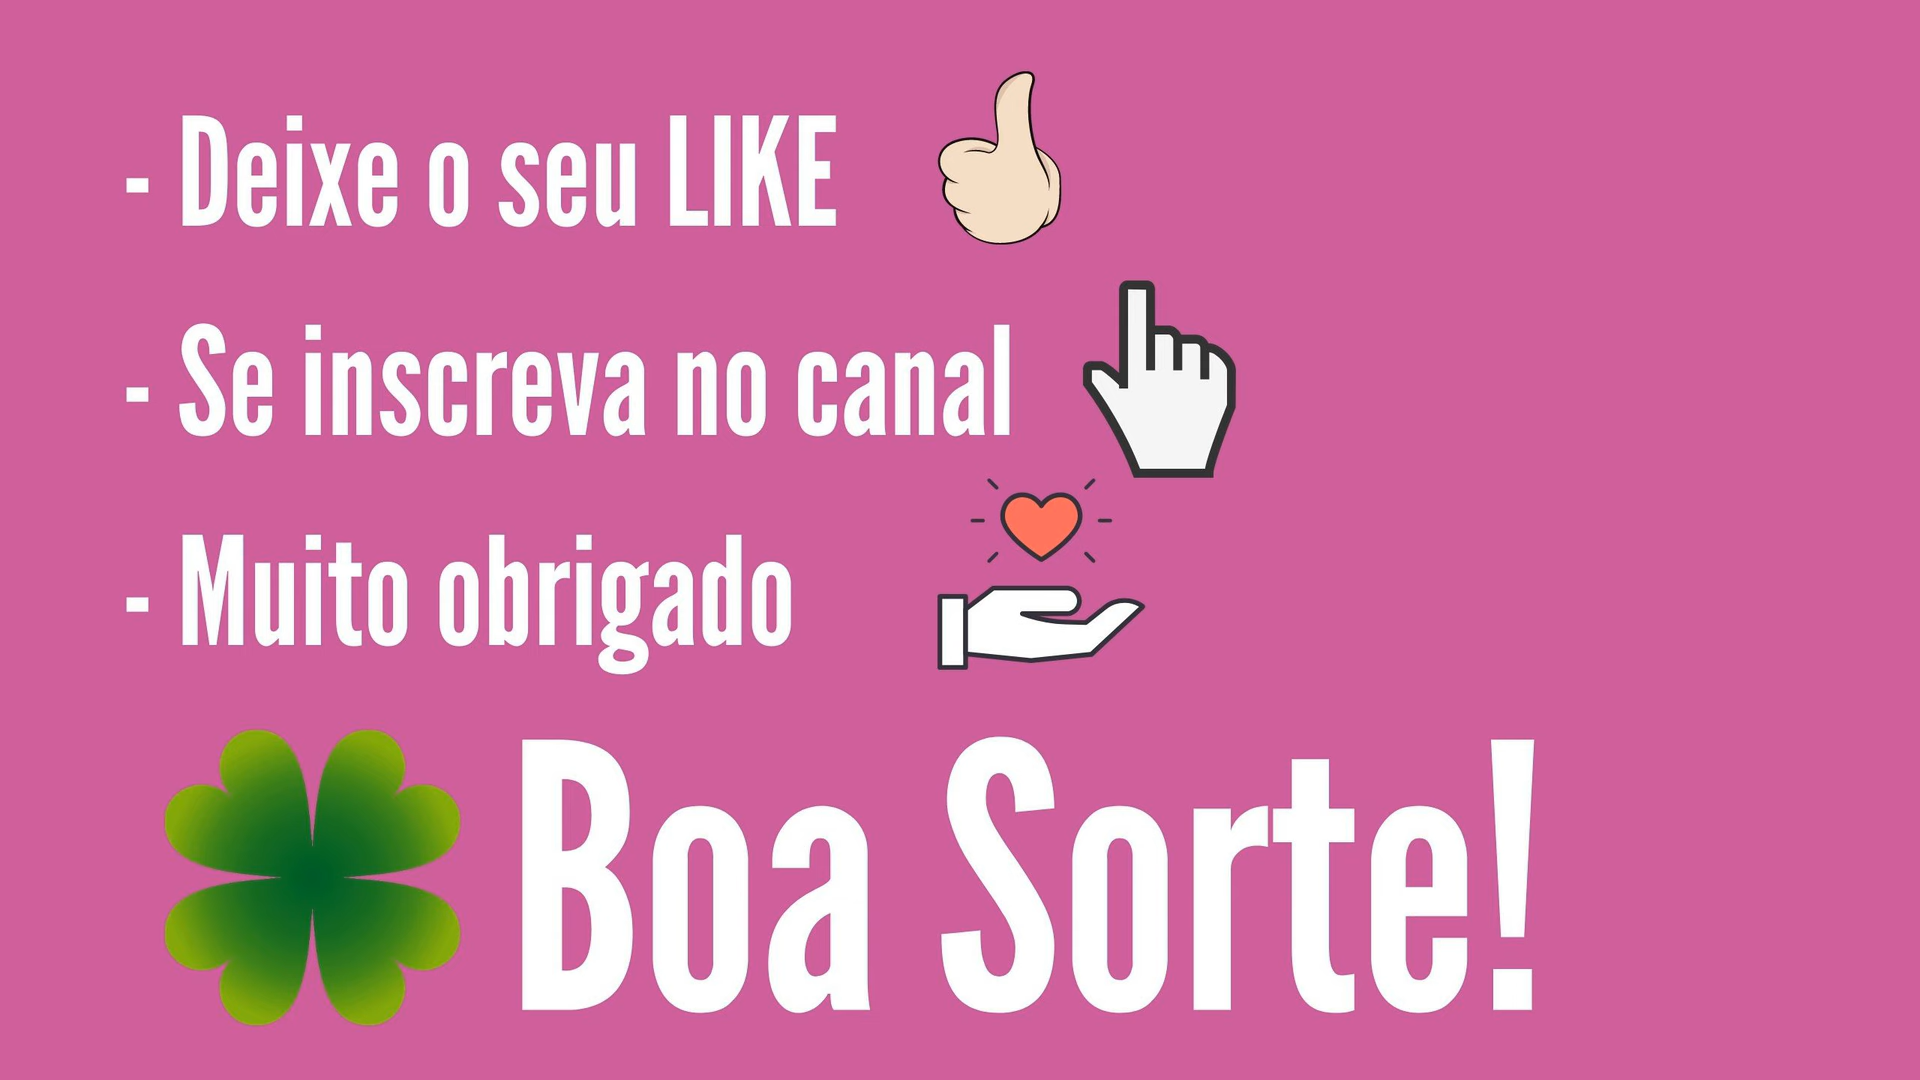 - Deixe o seu LIKE
- Se inscreva no canal
- Muito obrigado
Boa Sorte!